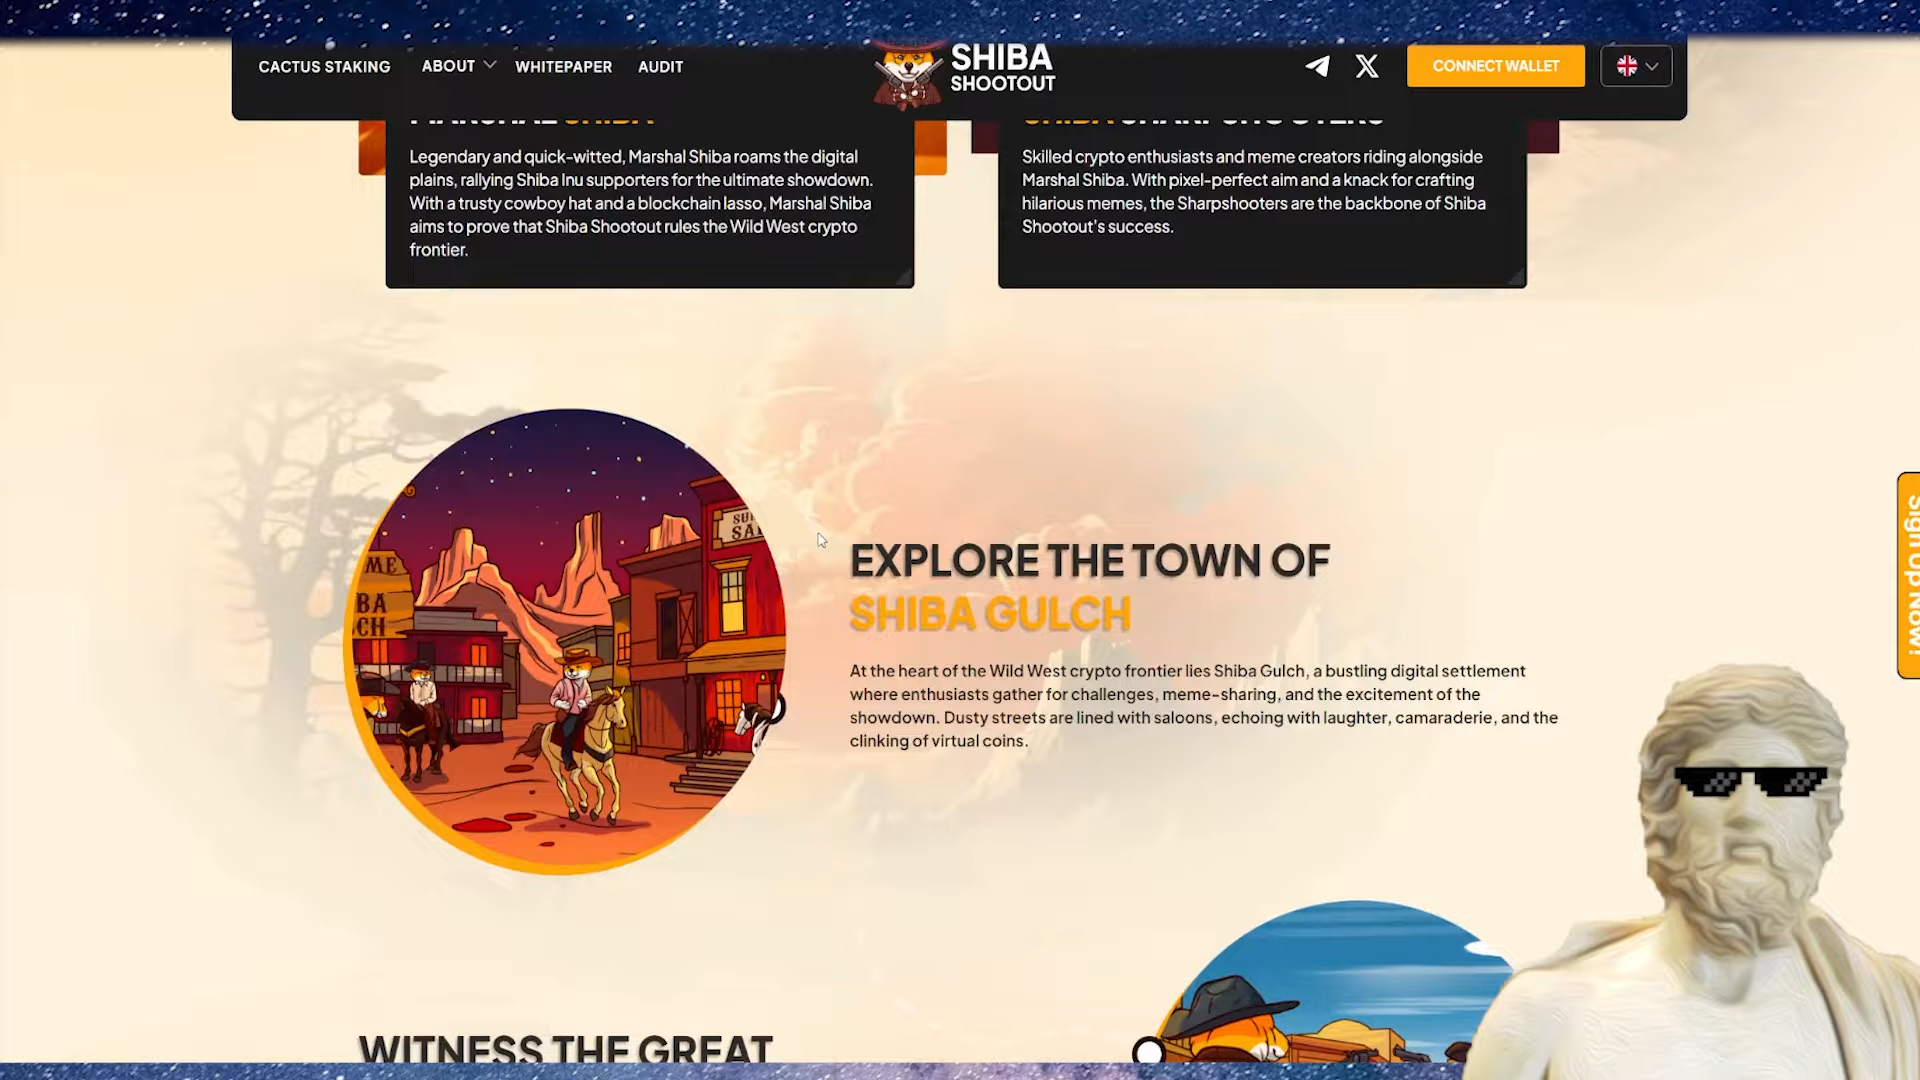 CACTUS STAKING ABOUT WHITEPAPER AUDIT
SHIBA
SHOOTOUT
CONNECT WALLET
MARSHAL SHIBA
Legendary and quick-witted, Marshal Shiba roams the digital
plains, rallying Shiba Inu supporters for the ultimate showdown.
With a trusty cowboy hat and a blockchain lasso, Marshal Shiba
aims to prove that Shiba Shootout rules the Wild West crypto
frontier.
SHIBA SHARPSHOOTERS
Skilled crypto enthusiasts and meme creators riding alongside
Marshal Shiba. With pixel-perfect aim and a knack for crafting
hilarious memes, the Sharpshooters are the backbone of Shiba
Shootout's success.
Sign Up Now!
EXPLORE THE TOWN OF
SHIBA GULCH
At the heart of the Wild West crypto frontier lies Shiba Gulch, a bustling digital settlement
where enthusiasts gather for challenges, meme-sharing, and the excitement of the
showdown. Dusty streets are lined with saloons, echoing with laughter, camaraderie, and the
clinking of virtual coins.
WITNESS THE GREAT